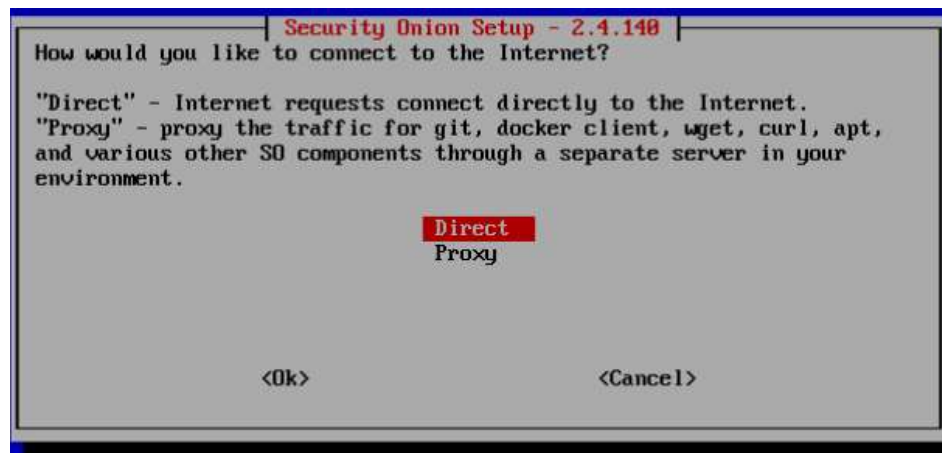 Security Onion Setup - 2.4.140
How would you like to connect to the Internet?
"Direct" - Internet requests connect directly to the Internet.
"Proxy" - proxy the traffic for git, docker client, wget, curl, apt,
and various other SO components through a separate server in your
environment.
Direct
Proxy
<Ok> <Cancel>